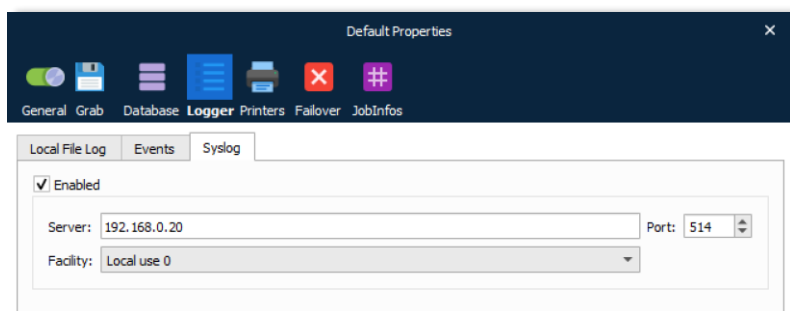 Default Properties
General Grab Database Logger Printers Failover JobInfos
Local File Log Events Syslog
Enabled
Server: 192.168.0.20 Port: 514
Facility: Local use 0